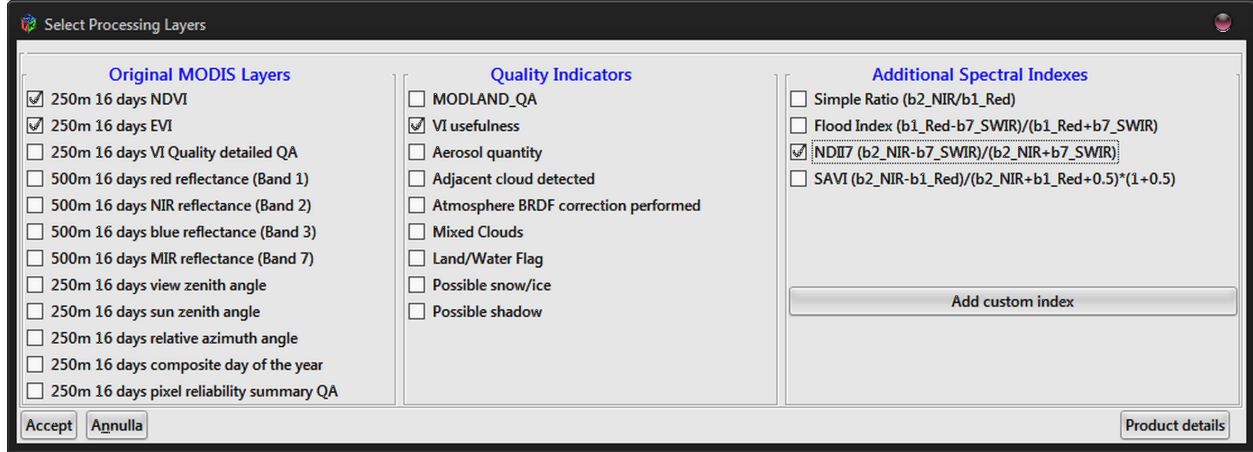 Select Processing Layers
Original MODIS Layers
250m 16 days NDVI
250m 16 days EVI
250m 16 days VI Quality detailed QA
500m 16 days red reflectance (Band 1)
500m 16 days NIR reflectance (Band 2)
500m 16 days blue reflectance (Band 3)
500m 16 days MIR reflectance (Band 7)
250m 16 days view zenith angle
250m 16 days sun zenith angle
250m 16 days relative azimuth angle
250m 16 days composite day of the year
250m 16 days pixel reliability summary QA
Quality Indicators
MODLAND_QA
VI usefulness
Aerosol quantity
Adjacent cloud detected
Atmosphere BRDF correction performed
Mixed Clouds
Land/Water Flag
Possible snow/ice
Possible shadow
Additional Spectral Indexes
Simple Ratio (b2_NIR/b1_Red)
Flood Index (b1_Red-b7_SWIR)/(b1_Red+b7_SWIR)
NDII7 (b2_NIR-b7_SWIR)/(b2_NIR+b7_SWIR)
SAVI (b2_NIR-b1_Red)/(b2_NIR+b1_Red+0.5)*(1+0.5)
Add custom index
Accept
Annulla
Product details